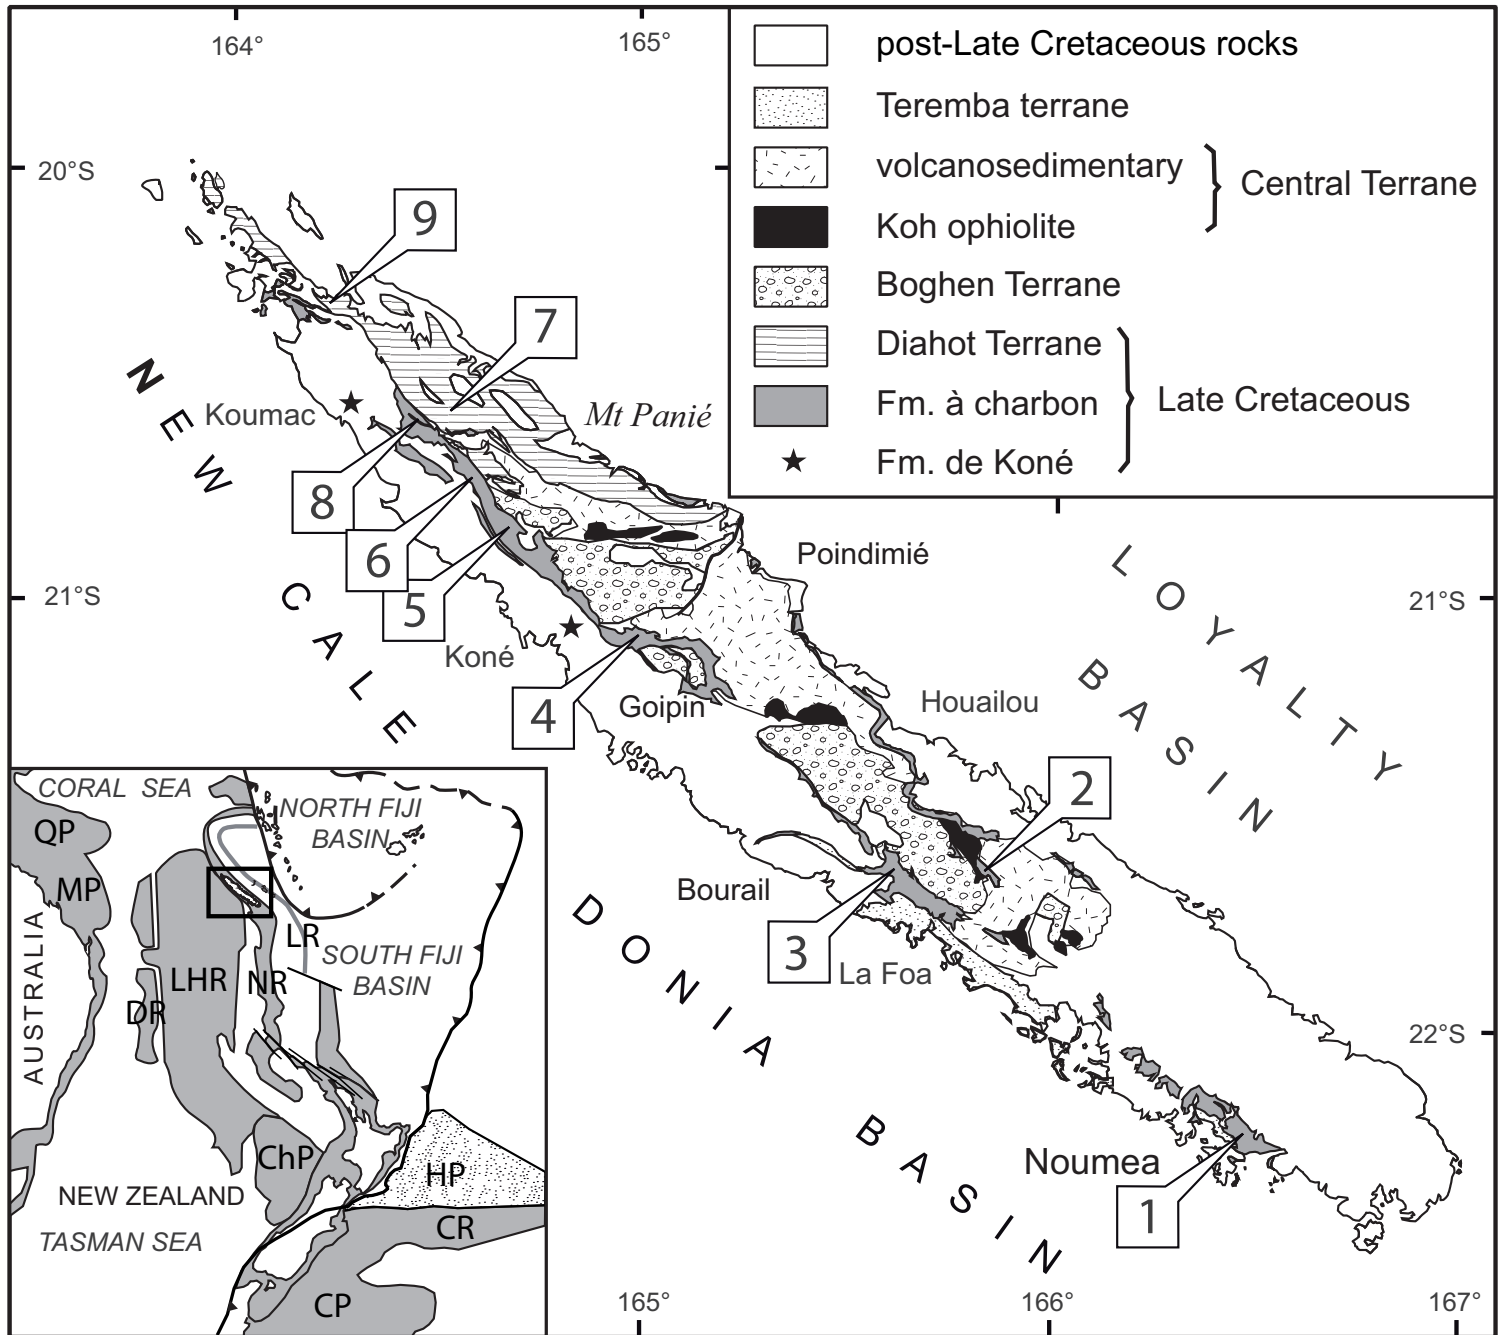 164°
165°
post-Late Cretaceous rocks
Teremba terrane
volcanosedimentary
Central Terrane
Koh ophiolite
Boghen Terrane
Diahot Terrane
Fm. à charbon
Late Cretaceous
Fm. de Koné
20°S
9
7
Koumac
Mt Panié
8
6
5
Poindimié
21°S
21°S
Koné
4
Goipin
Houailou
2
Bourail
3
La Foa
22°S
Noumea
1
NEW CALEDONIA BASIN
LOYALTY
BASIN
165°
166°
167°
CORAL SEA
QP
NORTH FIJI
BASIN
MP
AUSTRALIA
LR
SOUTH FIJI
BASIN
LHR
NR
DR
ChP
HP
NEW ZEALAND
CR
TASMAN SEA
CP